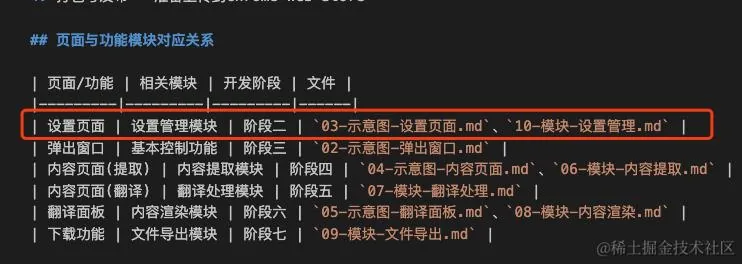 ## 页面与功能模块对应关系
| 页面/功能 | 相关模块 | 开发阶段 | 文件 |
|---------|---------|---------|------|
| 设置页面 | 设置管理模块 | 阶段二 | `03-示意图-设置页面.md`、`10-模块-设置管理.md` |
| 弹出窗口 | 基本控制功能 | 阶段三 | `02-示意图-弹出窗口.md` |
| 内容页面(提取) | 内容提取模块 | 阶段四 | `04-示意图-内容页面.md`、`06-模块-内容提取.md` |
| 内容页面(翻译) | 翻译处理模块 | 阶段五 | `07-模块-翻译处理.md` |
| 翻译面板 | 内容渲染模块 | 阶段六 | `05-示意图-翻译面板.md`、`08-模块-内容渲染.md` |
| 下载功能 | 文件导出模块 | 阶段七 | `09-模块-文件导出.md` |
@稀土掘金技术社区